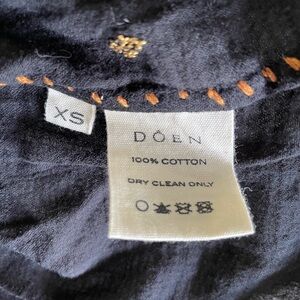 XS
DÔEN
100% COTTON
DRY CLEAN ONLY